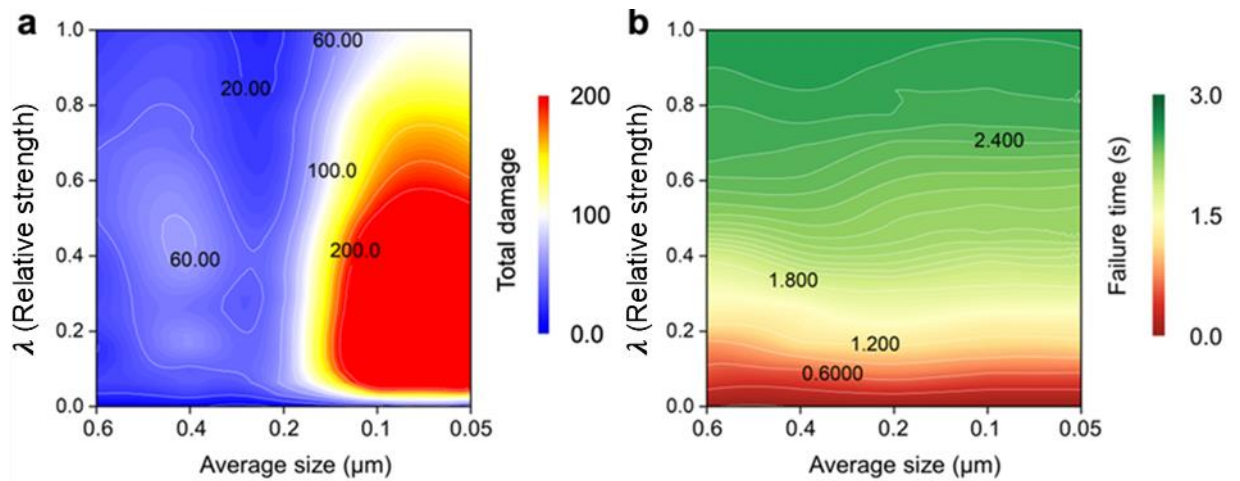 a
1.0
0.8
0.6
0.4
0.2
0.0
λ (Relative strength)
60.00
20.00
100.0
200.0
60.00
0.6 0.4 0.2 0.1 0.05
Average size (μm)
Total damage
200
100
0.0
b
1.0
0.8
0.6
0.4
0.2
0.0
λ (Relative strength)
2.400
1.800
1.200
0.6000
0.6 0.4 0.2 0.1 0.05
Average size (μm)
Failure time (s)
3.0
1.5
0.0